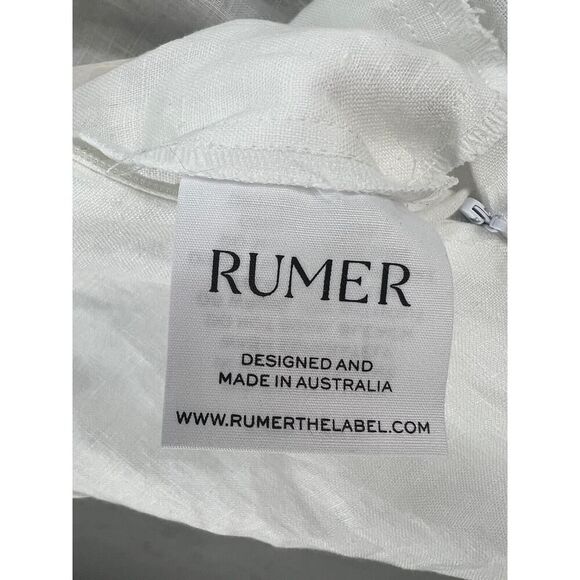 RUMER
DESIGNED AND
MADE IN AUSTRALIA
WWW.RUMERTHELABEL.COM